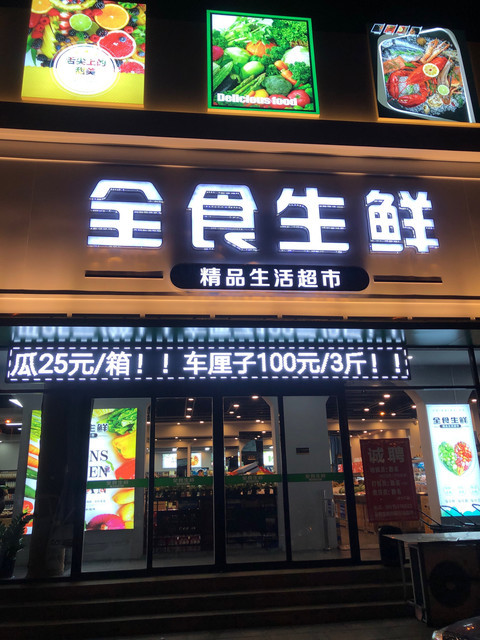 舌尖上的
Delicious food
全食生鲜
精品生活超市
瓜25元/箱！！车厘子100元/3斤！！
全食生鲜
诚聘